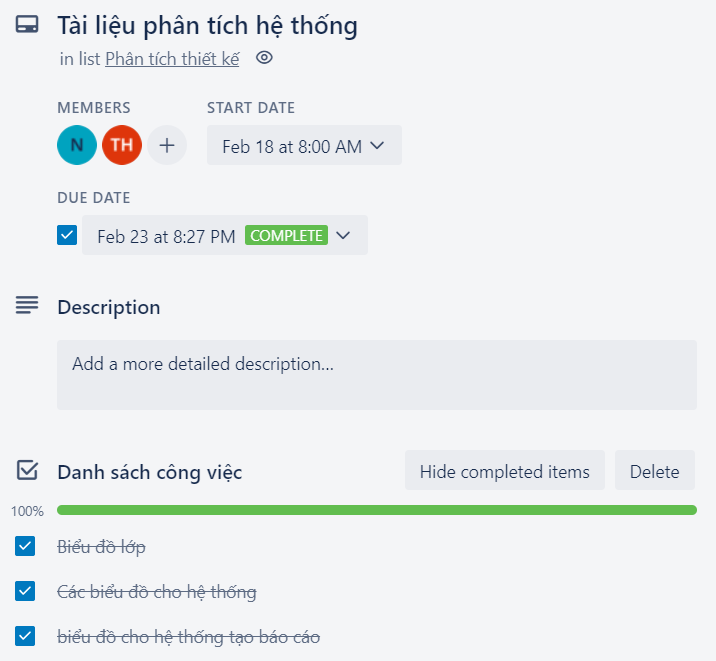 Tài liệu phân tích hệ thống
in list Phân tích thiết kế
MEMBERS
START DATE
N TH +
Feb 18 at 8:00 AM
DUE DATE
Feb 23 at 8:27 PM COMPLETE
Description
Add a more detailed description...
Danh sách công việc
Hide completed items
Delete
100%
Biểu đồ lớp
Các biểu đồ cho hệ thống
biểu đồ cho hệ thống tạo báo cáo